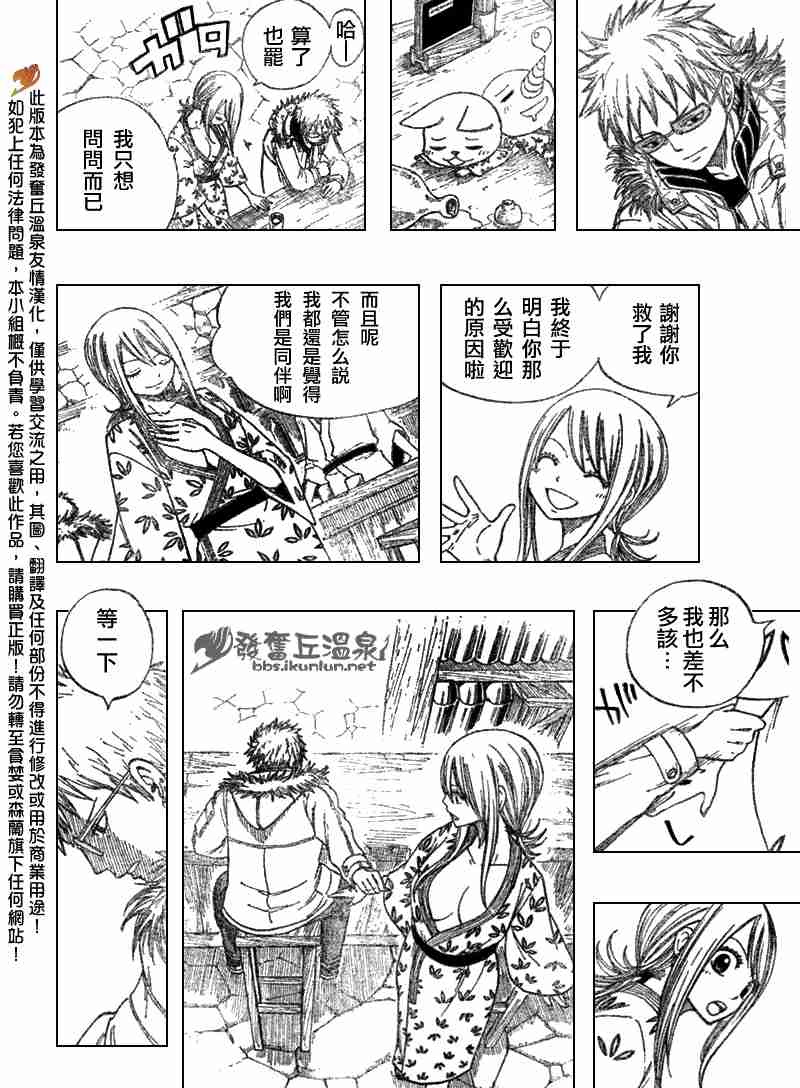 哈—
算了
也罷
ガタ
我只想
問問而已
謝謝你
救了我
我終于
明白你那
么受歡迎
的原因啦
而且呢
不管怎么説
我都還是覺得
我們是同伴啊
那么
我也差不
多該…
發奮丘溫泉
bbs.ikunlun.net
等一下
此版本為發奮丘溫泉友情漢化，僅供學習交流之用，其圖、翻譯及任何部份不得進行修改或用於商業用途！
如犯上任何法律問題，本小組概不負責。若您喜歡此作品，請購買正版！請勿轉至貪婪或森蘭旗下任何網站！